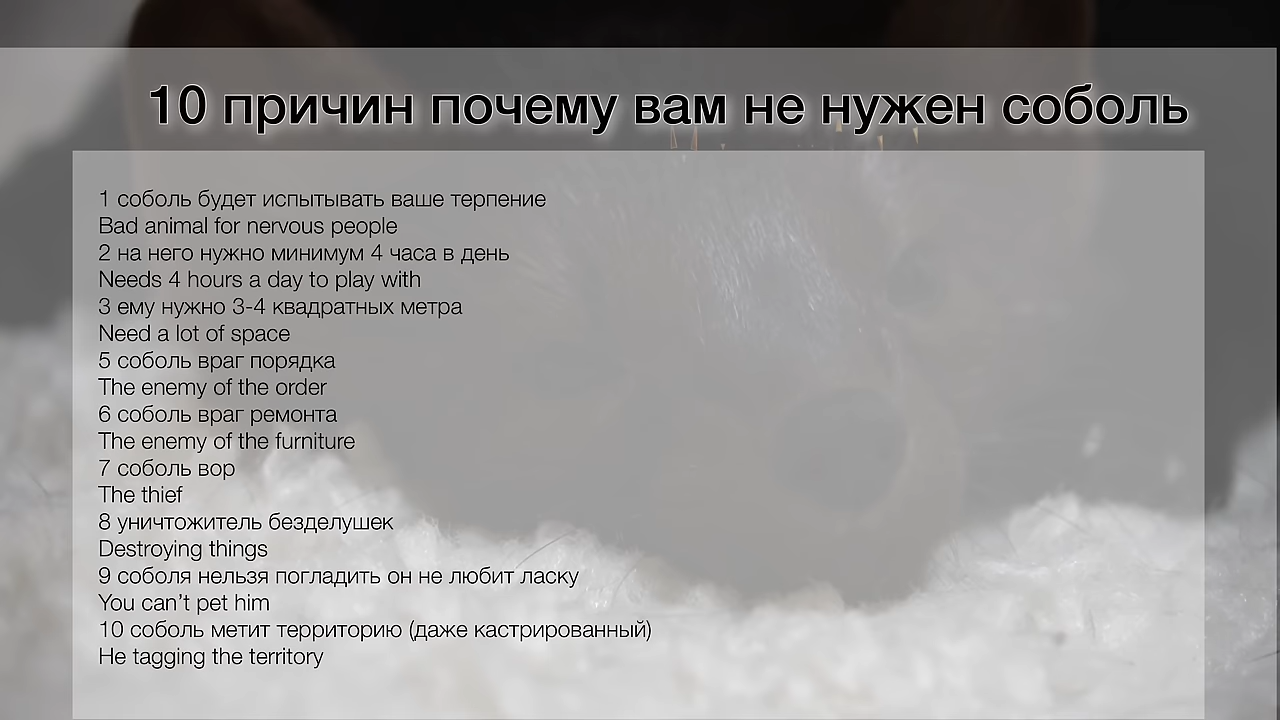 10 причин почему вам не нужен соболь
1 соболь будет испытывать ваше терпение
Bad animal for nervous people
2 на него нужно минимум 4 часа в день
Needs 4 hours a day to play with
3 ему нужно 3-4 квадратных метра
Need a lot of space
5 соболь враг порядка
The enemy of the order
6 соболь враг ремонта
The enemy of the furniture
7 соболь вор
The thief
8 уничтожитель безделушек
Destroying things
9 соболя нельзя погладить он не любит ласку
You can’t pet him
10 соболь метит территорию (даже кастрированный)
He tagging the territory